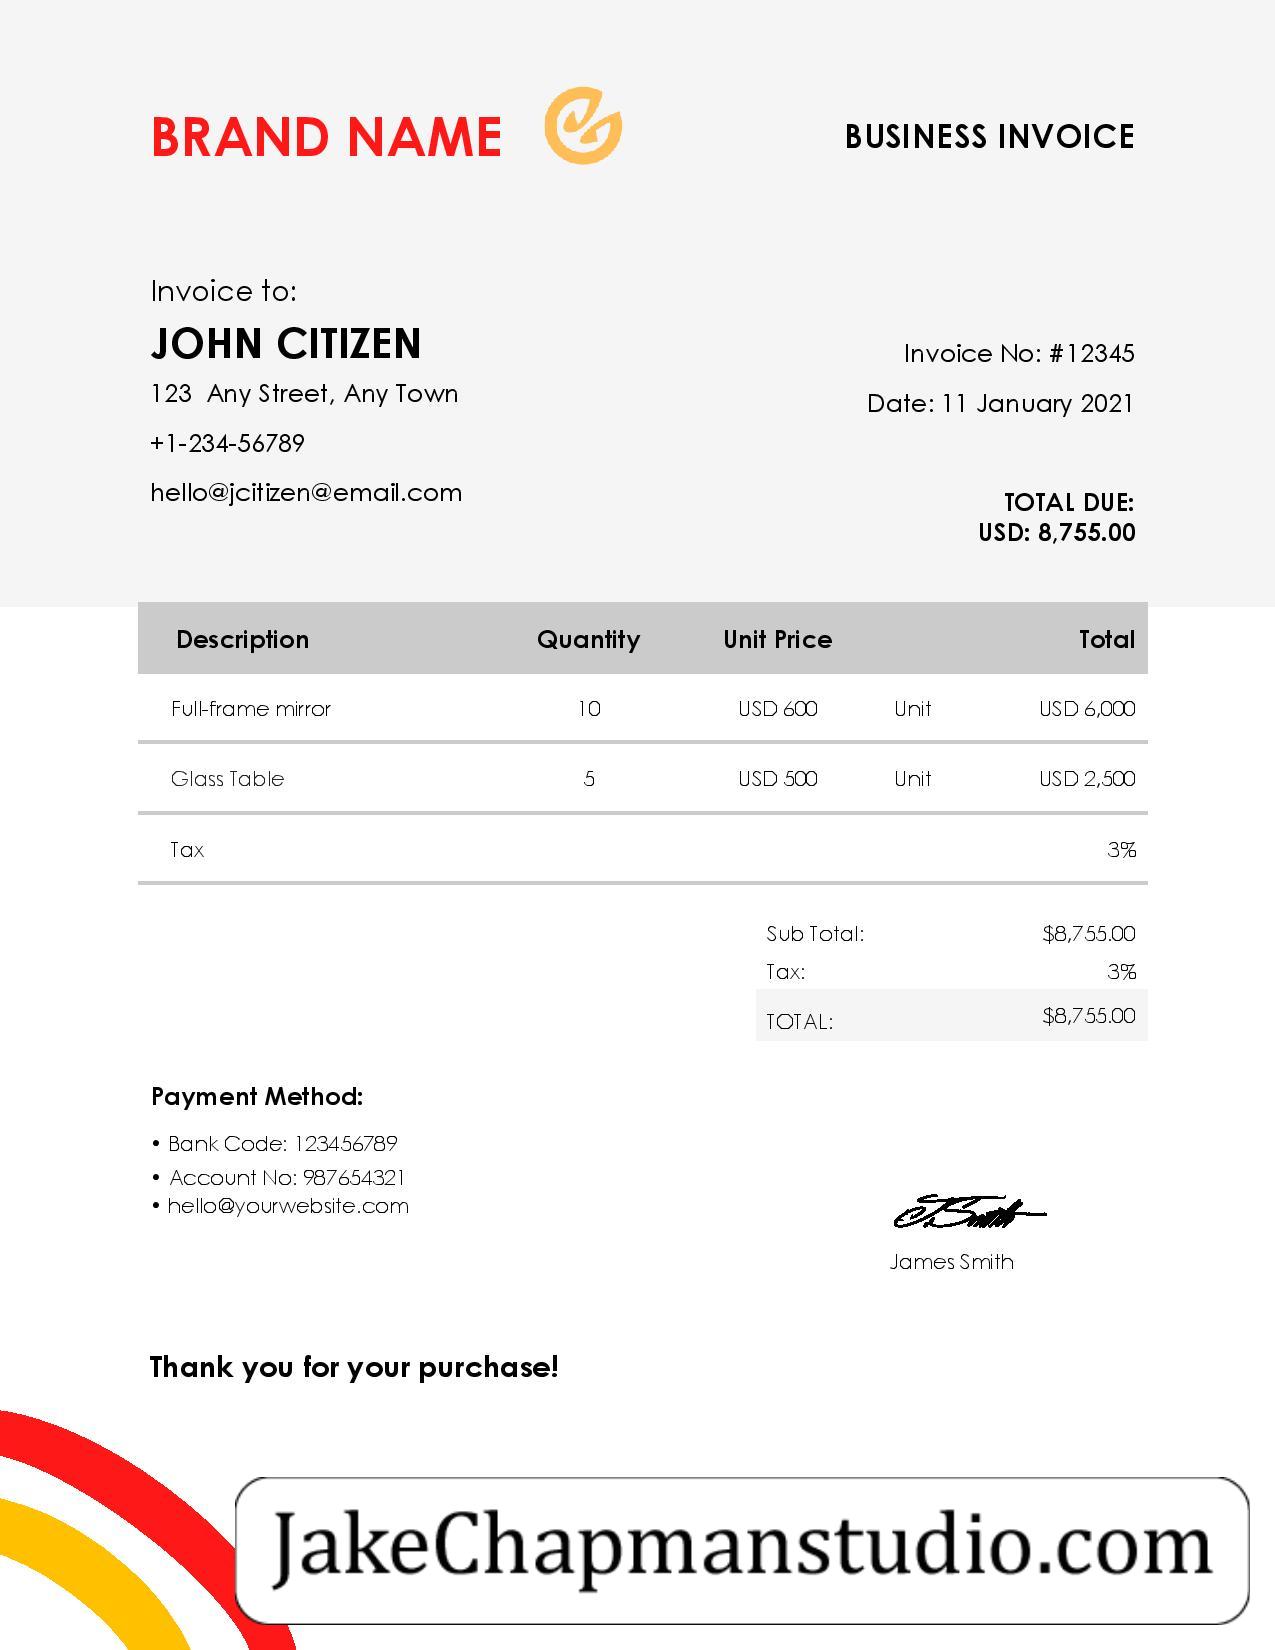 BRAND NAME
BUSINESS INVOICE
Invoice to:
JOHN CITIZEN
123 Any Street, Any Town
+1-234-56789
hello@jcitizen@email.com
Invoice No: #12345
Date: 11 January 2021
TOTAL DUE:
USD: 8,755.00
Description Quantity Unit Price Total
Full-frame mirror 10 USD 600 Unit USD 6,000
Glass Table 5 USD 500 Unit USD 2,500
Tax 3%
Sub Total: $8,755.00
Tax: 3%
TOTAL: $8,755.00
Payment Method:
• Bank Code: 123456789
• Account No: 987654321
• hello@yourwebsite.com
James Smith
Thank you for your purchase!
JakeChapmanstudio.com